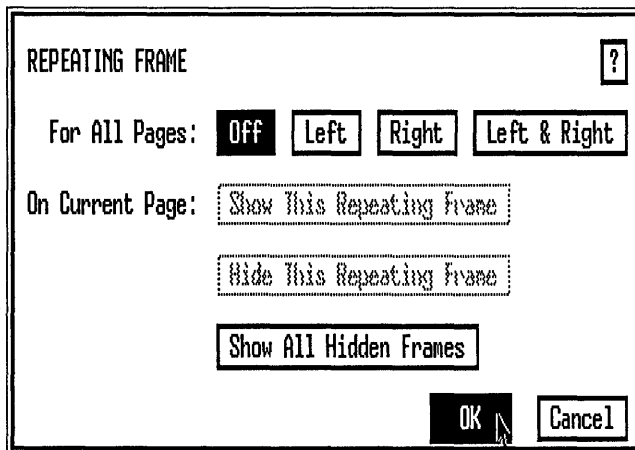 REPEATING FRAME ?
For All Pages: Off Left Right Left & Right
On Current Page: Show This Repeating Frame
Hide This Repeating Frame
Show All Hidden Frames
OK Cancel